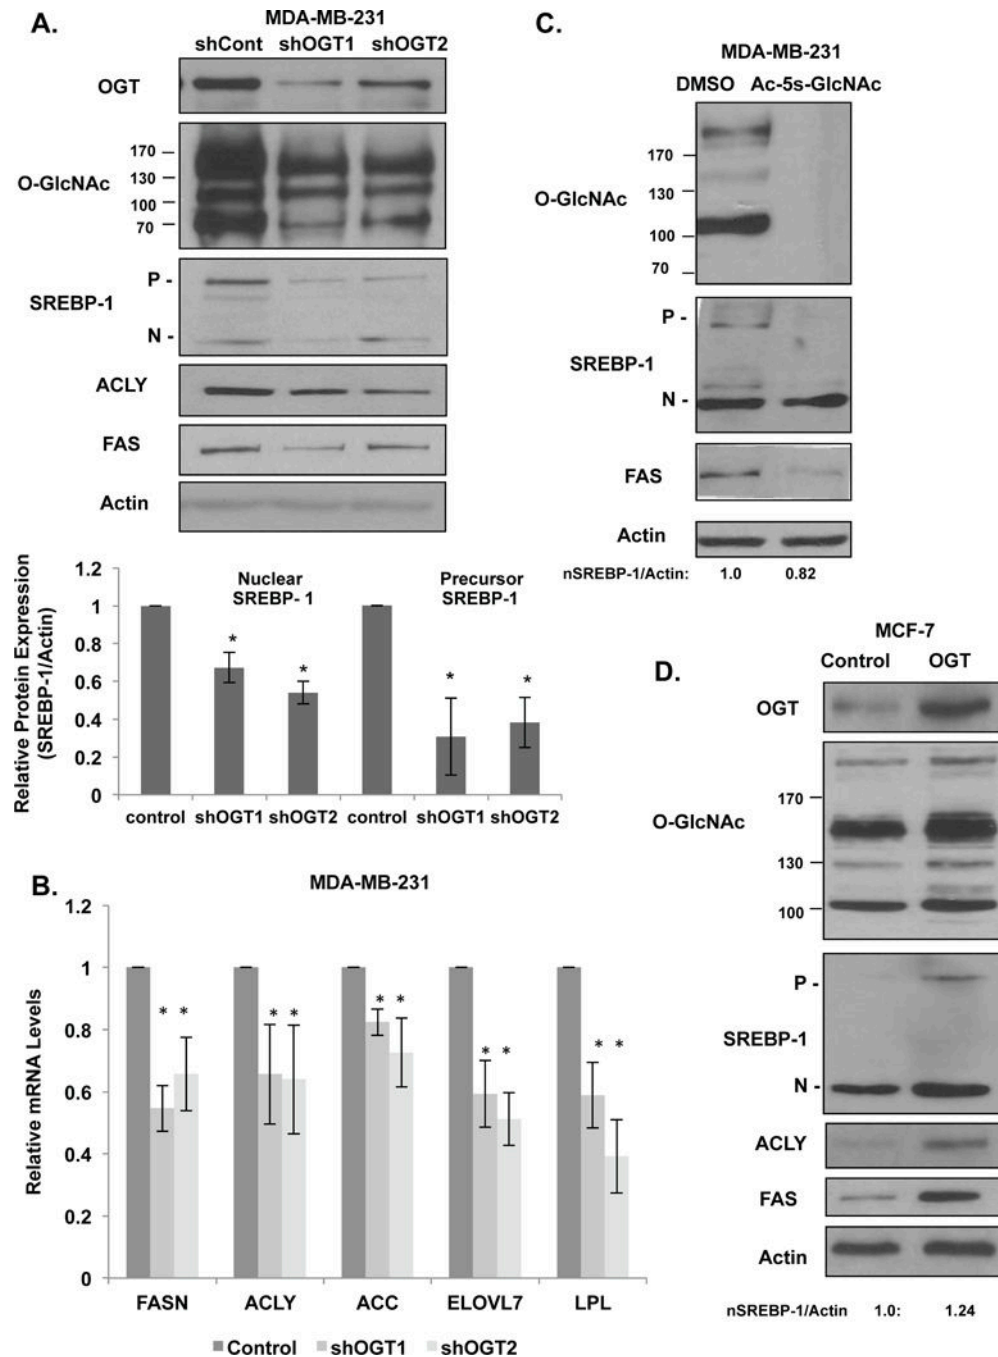 A.
MDA-MB-231
shCont shOGT1 shOGT2
OGT
O-GlcNAc
170
130
100
70
SREBP-1
P -
N -
ACLY
FAS
Actin
Relative Protein Expression
(SREBP-1/Actin)
1.2
1
0.8
0.6
0.4
0.2
0
Nuclear
SREBP- 1
Precursor
SREBP-1
* * * *
control shOGT1 shOGT2 control shOGT1 shOGT2
B.
MDA-MB-231
Relative mRNA Levels
1.2
1
0.8
0.6
0.4
0.2
0
* * * * * * * * * *
FASN ACLY ACC ELOVL7 LPL
Control shOGT1 shOGT2
C.
MDA-MB-231
DMSO Ac-5s-GlcNAc
O-GlcNAc
170
130
100
70
SREBP-1
P -
N -
FAS
Actin
nSREBP-1/Actin: 1.0 0.82
D.
MCF-7
Control OGT
OGT
O-GlcNAc
170
130
100
SREBP-1
P -
N -
ACLY
FAS
Actin
nSREBP-1/Actin 1.0: 1.24